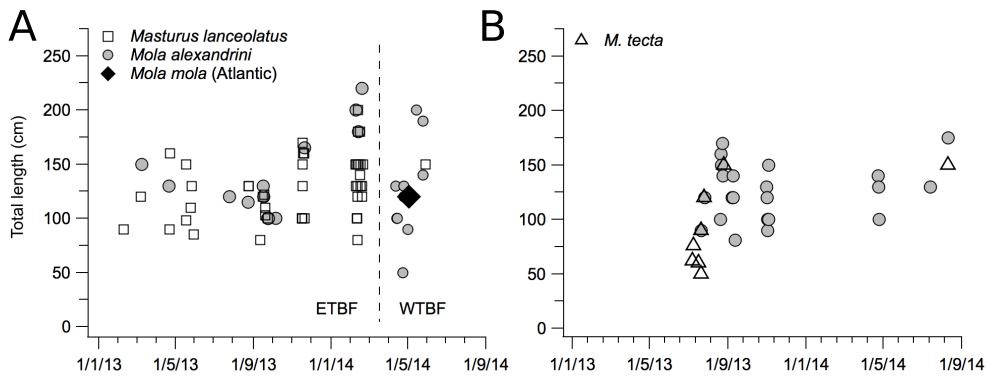 A
Masturus lanceolatus
Mola alexandrini
Mola mola (Atlantic)
Total length (cm)
250
200
150
100
50
0
ETBF
WTBF
1/1/13 1/5/13 1/9/13 1/1/14 1/5/14 1/9/14
B
M. tecta
250
200
150
100
50
0
1/1/13 1/5/13 1/9/13 1/1/14 1/5/14 1/9/14